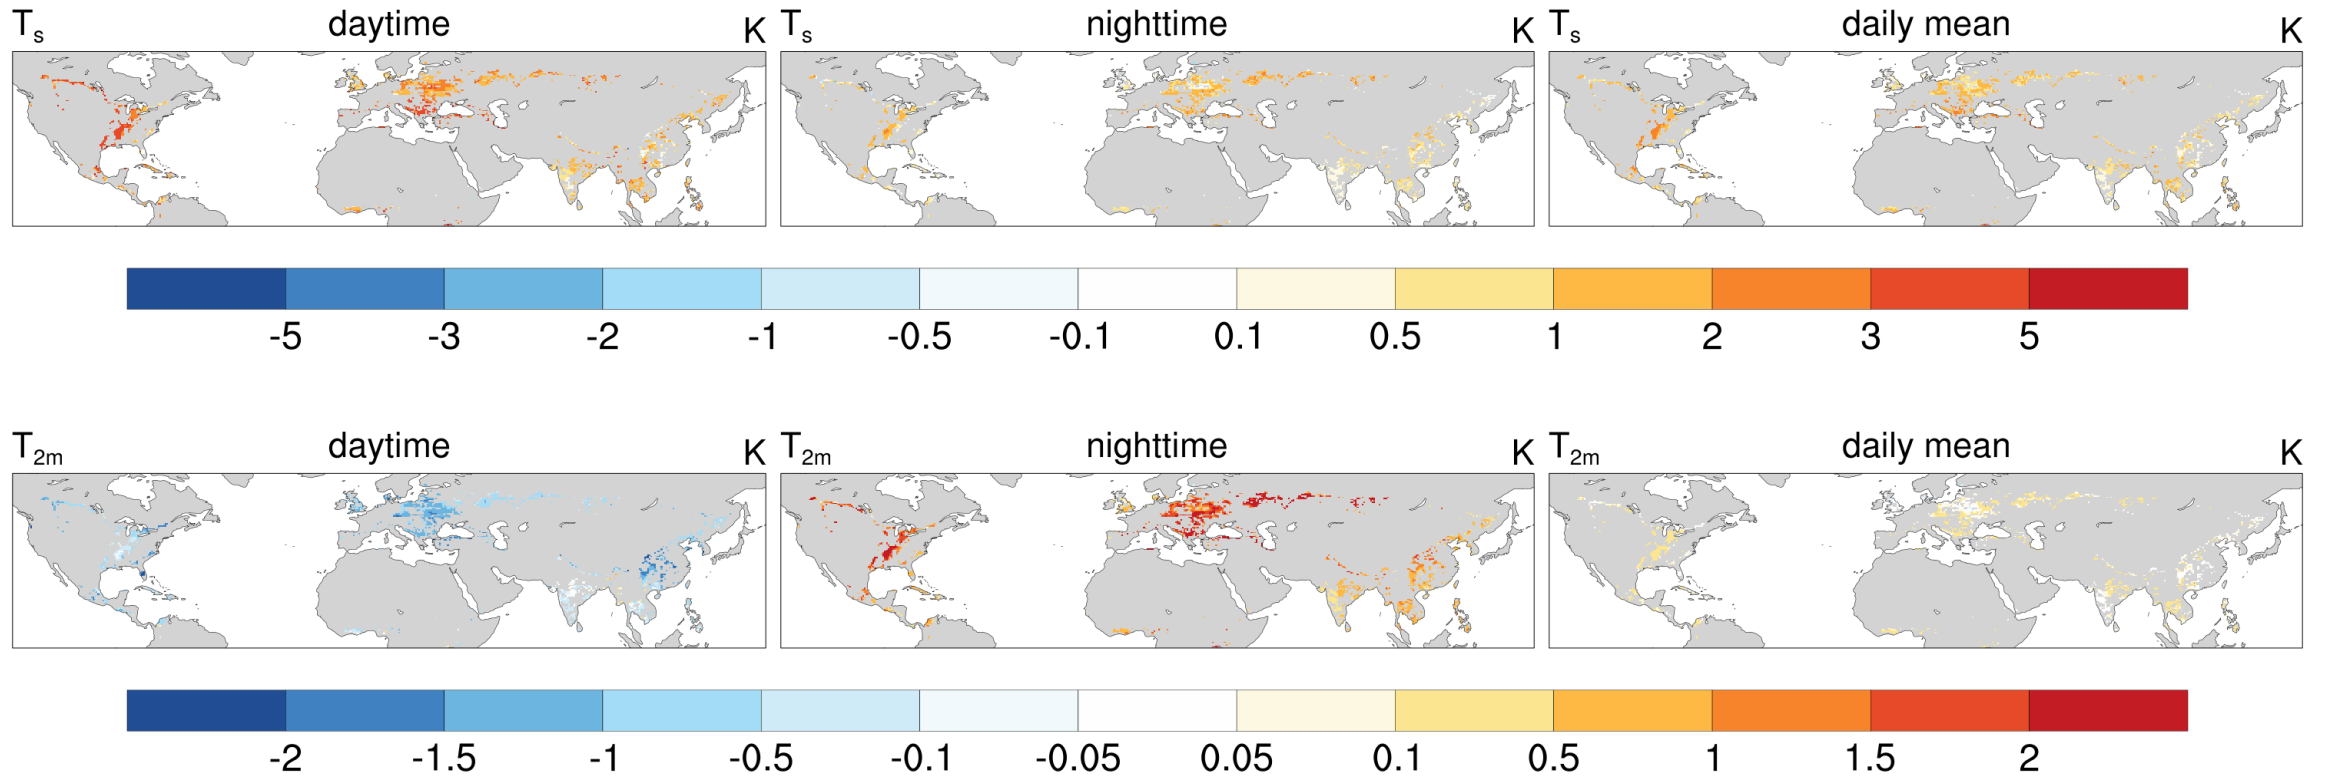 Ts daytime K Ts nighttime K Ts daily mean K
-5 -3 -2 -1 -0.5 -0.1 0.1 0.5 1 2 3 5
T2m daytime K T2m nighttime K T2m daily mean K
-2 -1.5 -1 -0.5 -0.1 -0.05 0.05 0.1 0.5 1 1.5 2